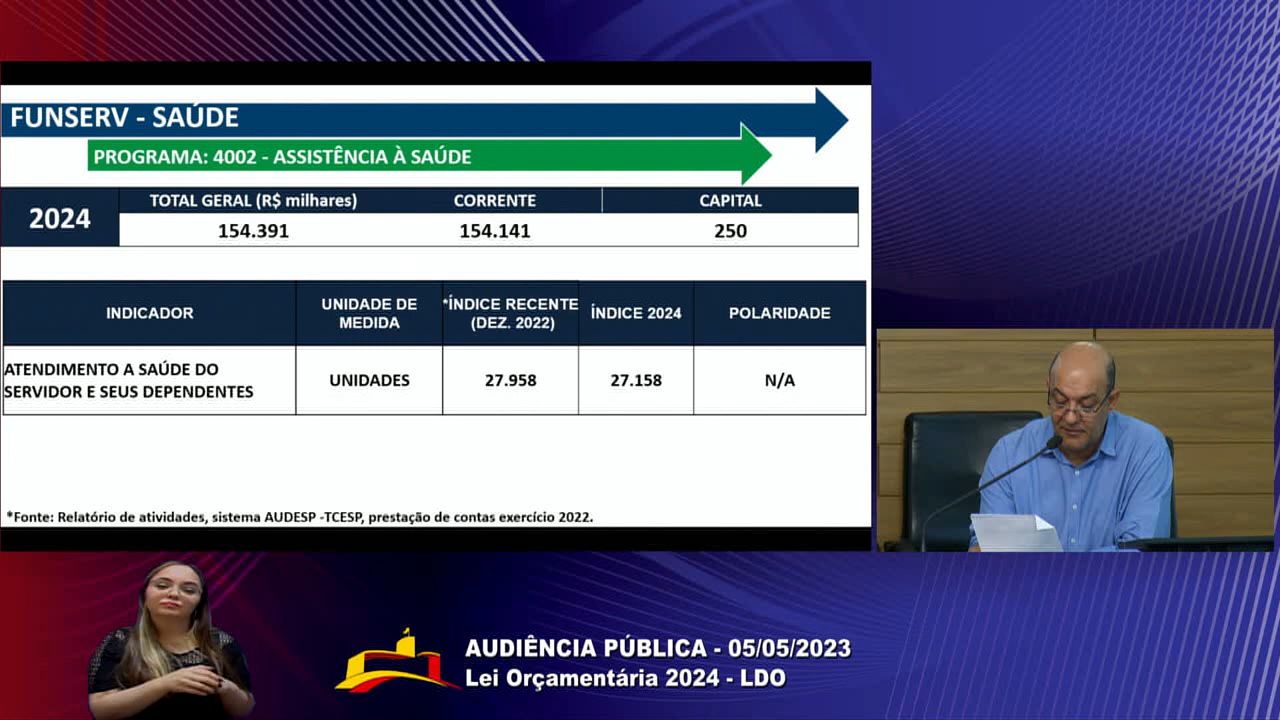 FUNSERV - SAÚDE
PROGRAMA: 4002 - ASSISTÊNCIA À SAÚDE
2024
TOTAL GERAL (R$ milhares) CORRENTE CAPITAL
154.391 154.141 250
INDICADOR
UNIDADE DE
MEDIDA
*ÍNDICE RECENTE
(DEZ. 2022)
ÍNDICE 2024
POLARIDADE
ATENDIMENTO A SAÚDE DO
SERVIDOR E SEUS DEPENDENTES
UNIDADES
27.958
27.158
N/A
*Fonte: Relatório de atividades, sistema AUDESP -TCESP, prestação de contas exercício 2022.
AUDIÊNCIA PÚBLICA - 05/05/2023
Lei Orçamentária 2024 - LDO